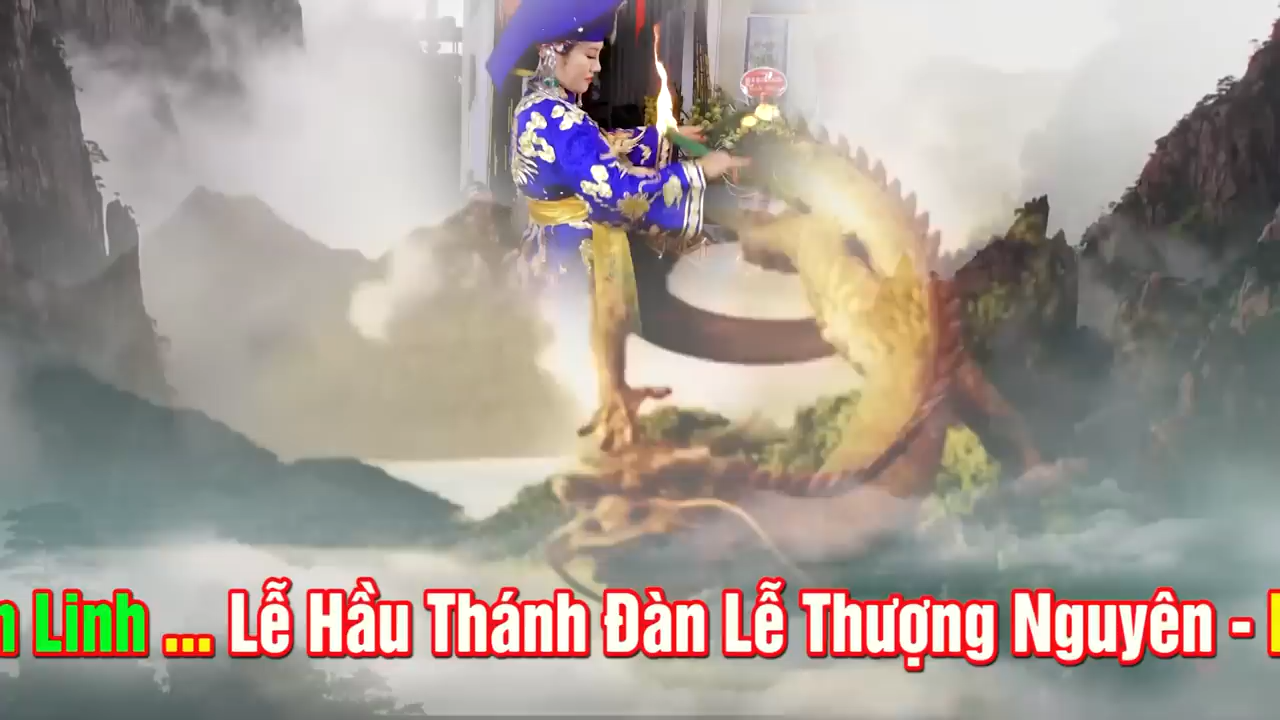 Linh ... Lễ Hầu Thánh Đàn Lễ Thượng Nguyên -